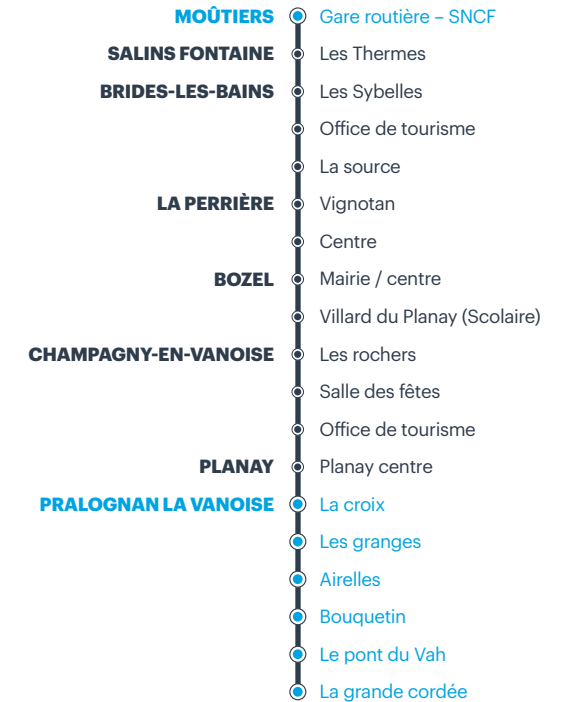 MOÛTIERS Gare routière – SNCF
SALINS FONTAINE Les Thermes
BRIDES-LES-BAINS Les Sybelles
Office de tourisme
La source
LA PERRIÈRE Vignotan
Centre
BOZEL Mairie / centre
Villard du Planay (Scolaire)
CHAMPAGNY-EN-VANOISE Les rochers
Salle des fêtes
Office de tourisme
PLANAY Planay centre
PRALOGNAN LA VANOISE La croix
Les granges
Airelles
Bouquetin
Le pont du Vah
La grande cordée